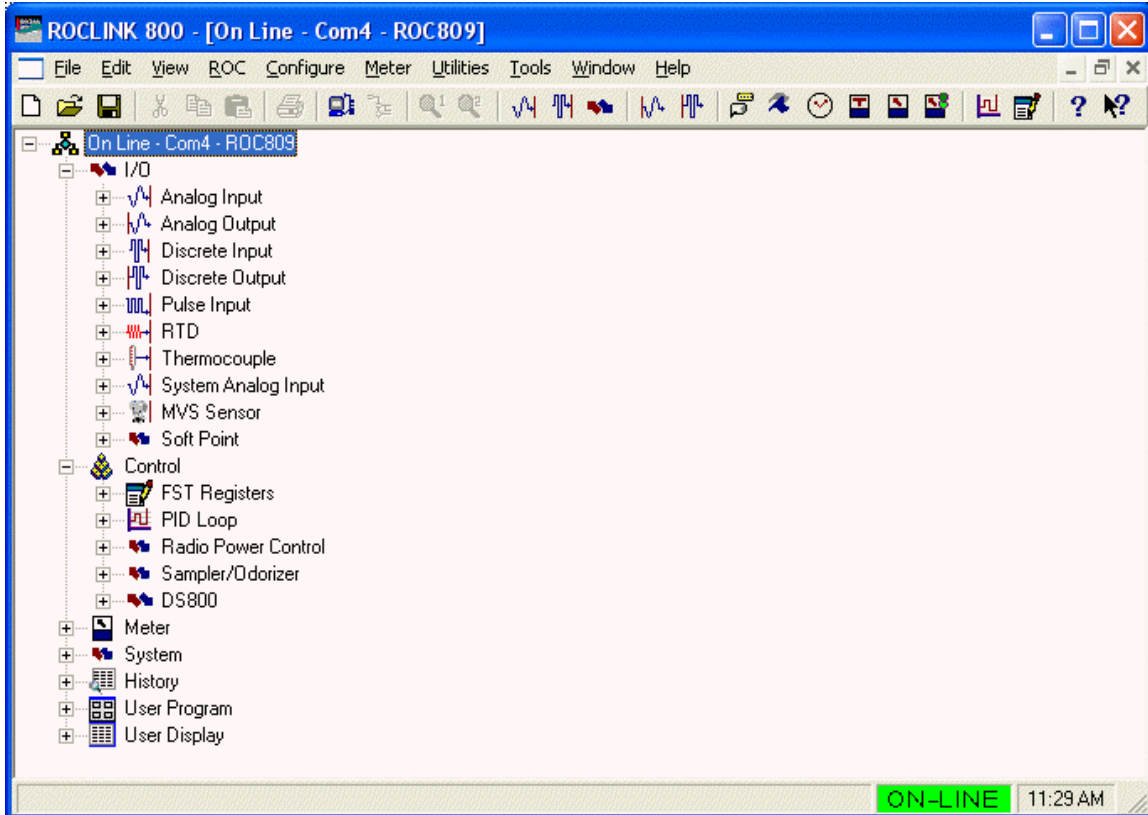 ROCLINK 800 - [On Line - Com4 - ROC809]
File Edit View ROC Configure Meter Utilities Tools Window Help
On Line - Com4 - ROC809
I/O
Analog Input
Analog Output
Discrete Input
Discrete Output
Pulse Input
RTD
Thermocouple
System Analog Input
MVS Sensor
Soft Point
Control
FST Registers
PID Loop
Radio Power Control
Sampler/Odorizer
DS800
Meter
System
History
User Program
User Display
ON-LINE 11:29 AM